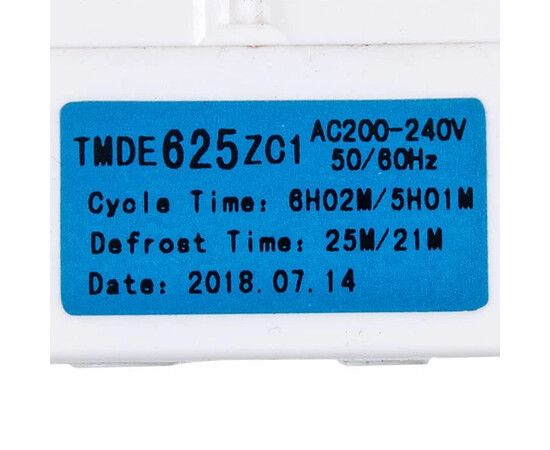 TMDE625ZC1 AC200-240V
50/60Hz
Cycle Time: 6H02M/5H01M
Defrost Time: 25M/21M
Date: 2018.07.14